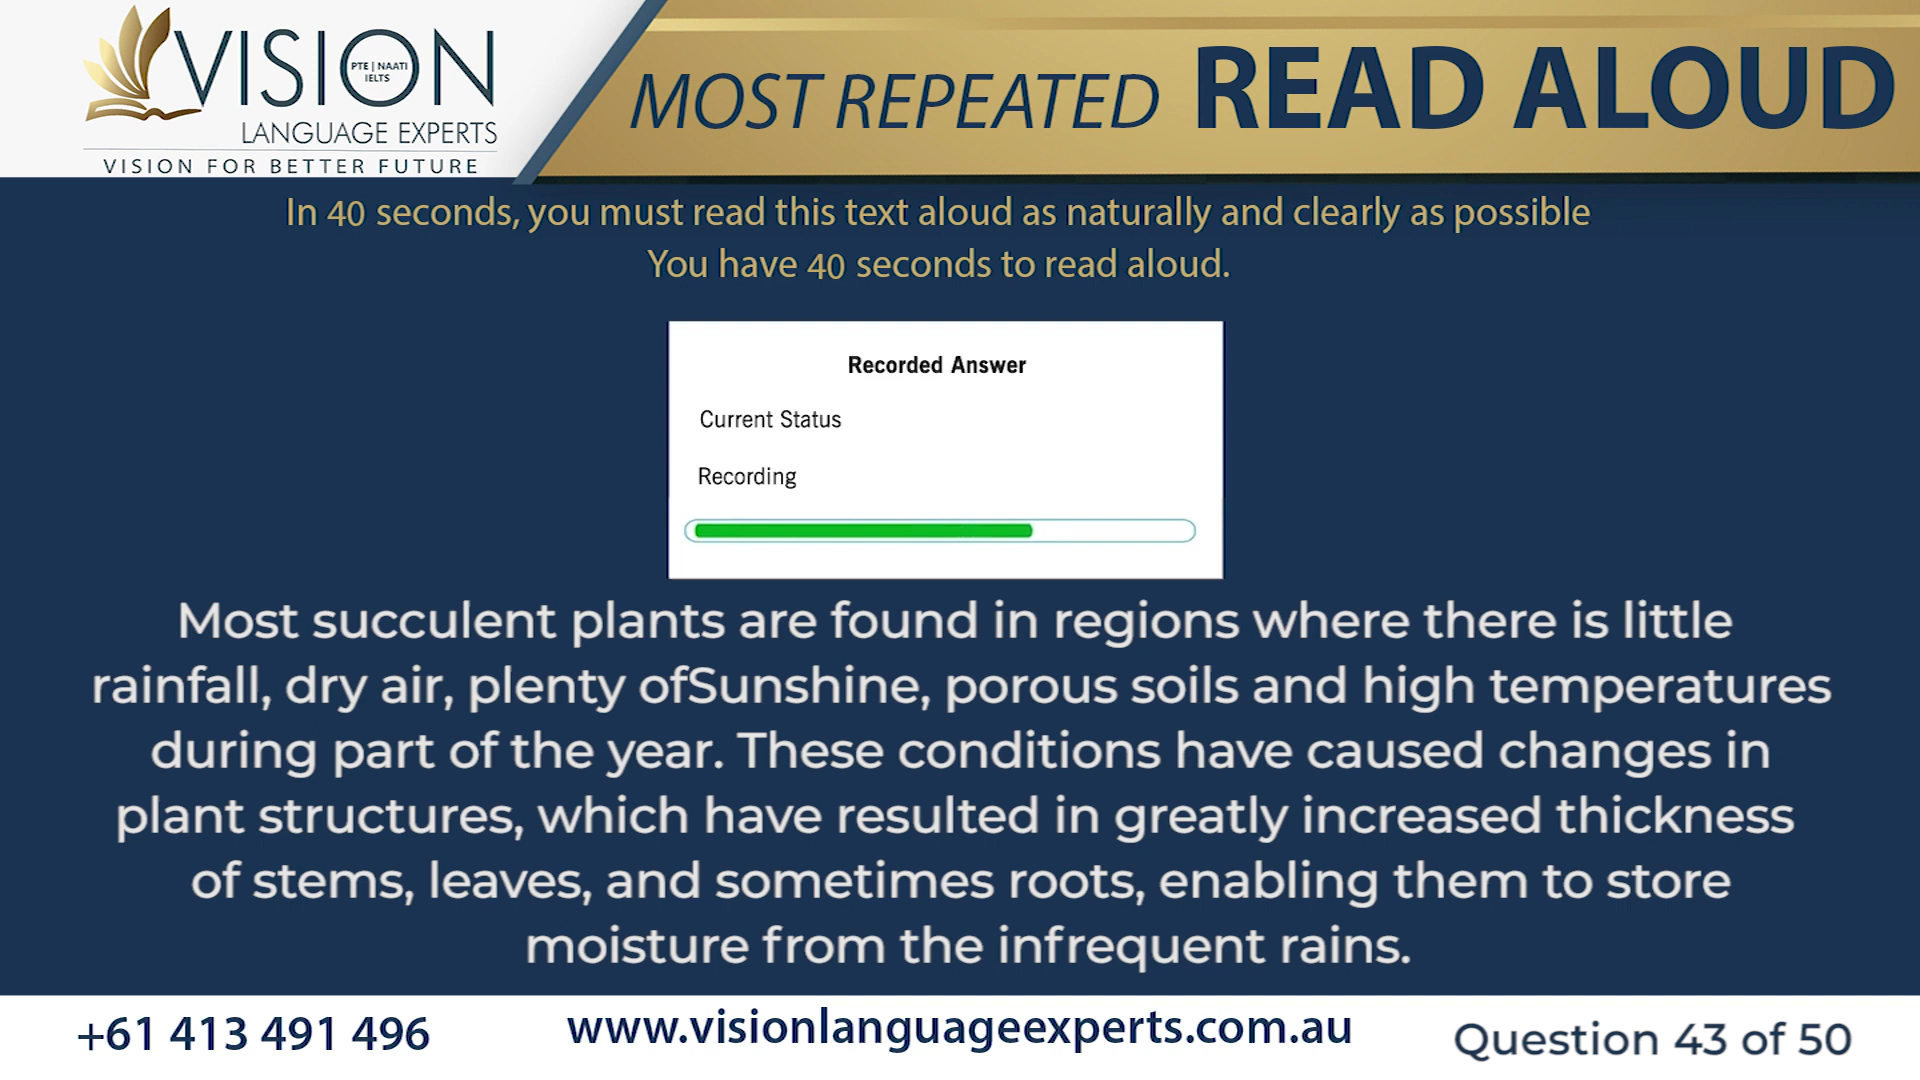 VISION
PTE | NAATI
IELTS
LANGUAGE EXPERTS
VISION FOR BETTER FUTURE
MOST REPEATED READ ALOUD
In 40 seconds, you must read this text aloud as naturally and clearly as possible
You have 40 seconds to read aloud.
Recorded Answer
Current Status
Recording
Most succulent plants are found in regions where there is little
rainfall, dry air, plenty ofSunshine, porous soils and high temperatures
during part of the year. These conditions have caused changes in
plant structures, which have resulted in greatly increased thickness
of stems, leaves, and sometimes roots, enabling them to store
moisture from the infrequent rains.
+61 413 491 496
www.visionlanguageexperts.com.au
Question 43 of 50